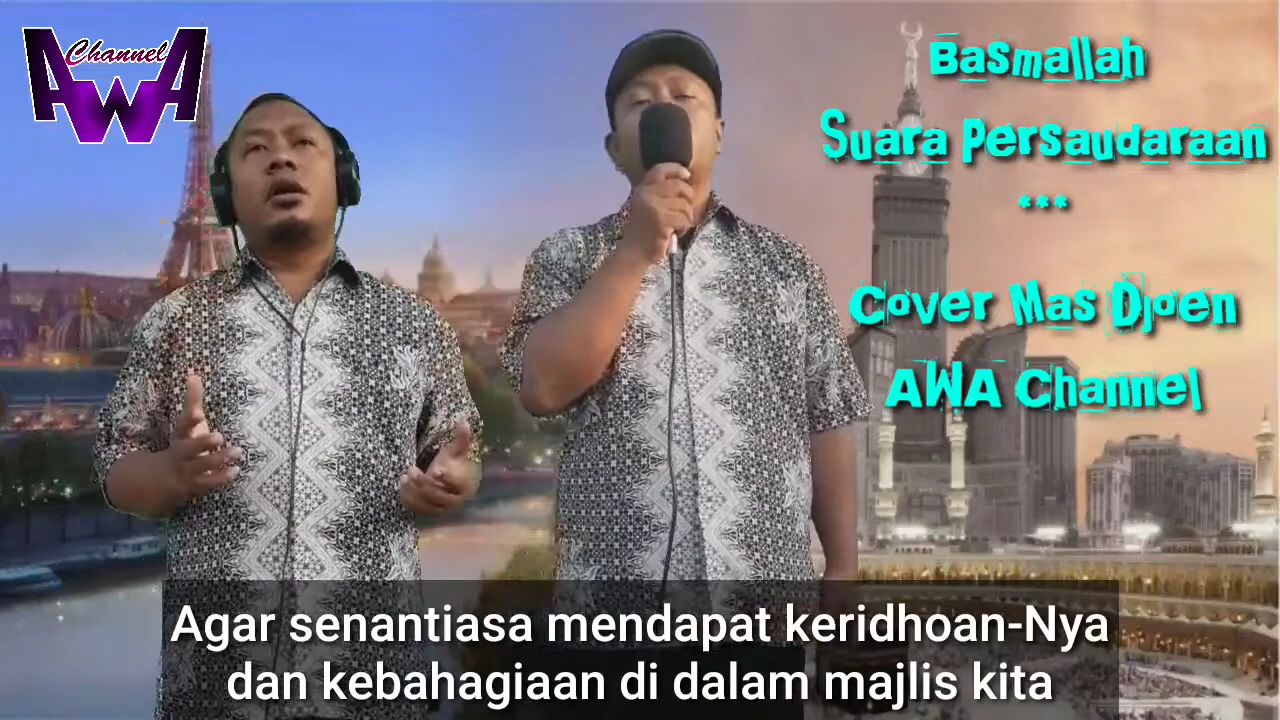 Channel
AWA
Basmallah
Suara Persaudaraan
***
Cover Mas Djoen
AWA Channel
Agar senantiasa mendapat keridhoan-Nya
dan kebahagiaan di dalam majlis kita